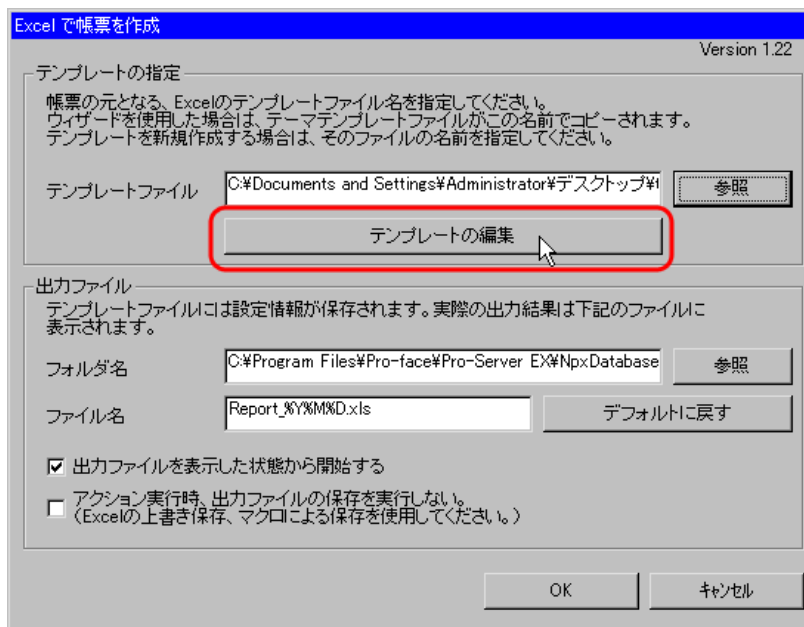 Excel で帳票を作成
Version 1.22
テンプレートの指定
帳票の元となる、Excelのテンプレートファイル名を指定してください。
ウィザードを使用した場合は、テーマテンプレートファイルがこの名前でコピーされます。
テンプレートを新規作成する場合は、そのファイルの名前を指定してください。
テンプレートファイル
C:¥Documents and Settings¥Administrator¥デスクトップ¥t
参照
テンプレートの編集
出力ファイル
テンプレートファイルには設定情報が保存されます。実際の出力結果は下記のファイルに
表示されます。
フォルダ名
C:¥Program Files¥Pro-face¥Pro-Server EX¥NpxDatabase
参照
ファイル名
Report_%Y%M%D.xls
デフォルトに戻す
出力ファイルを表示した状態から開始する
アクション実行時、出力ファイルの保存を実行しない。
(Excelの上書き保存、マクロによる保存を使用してください。)
OK
キャンセル